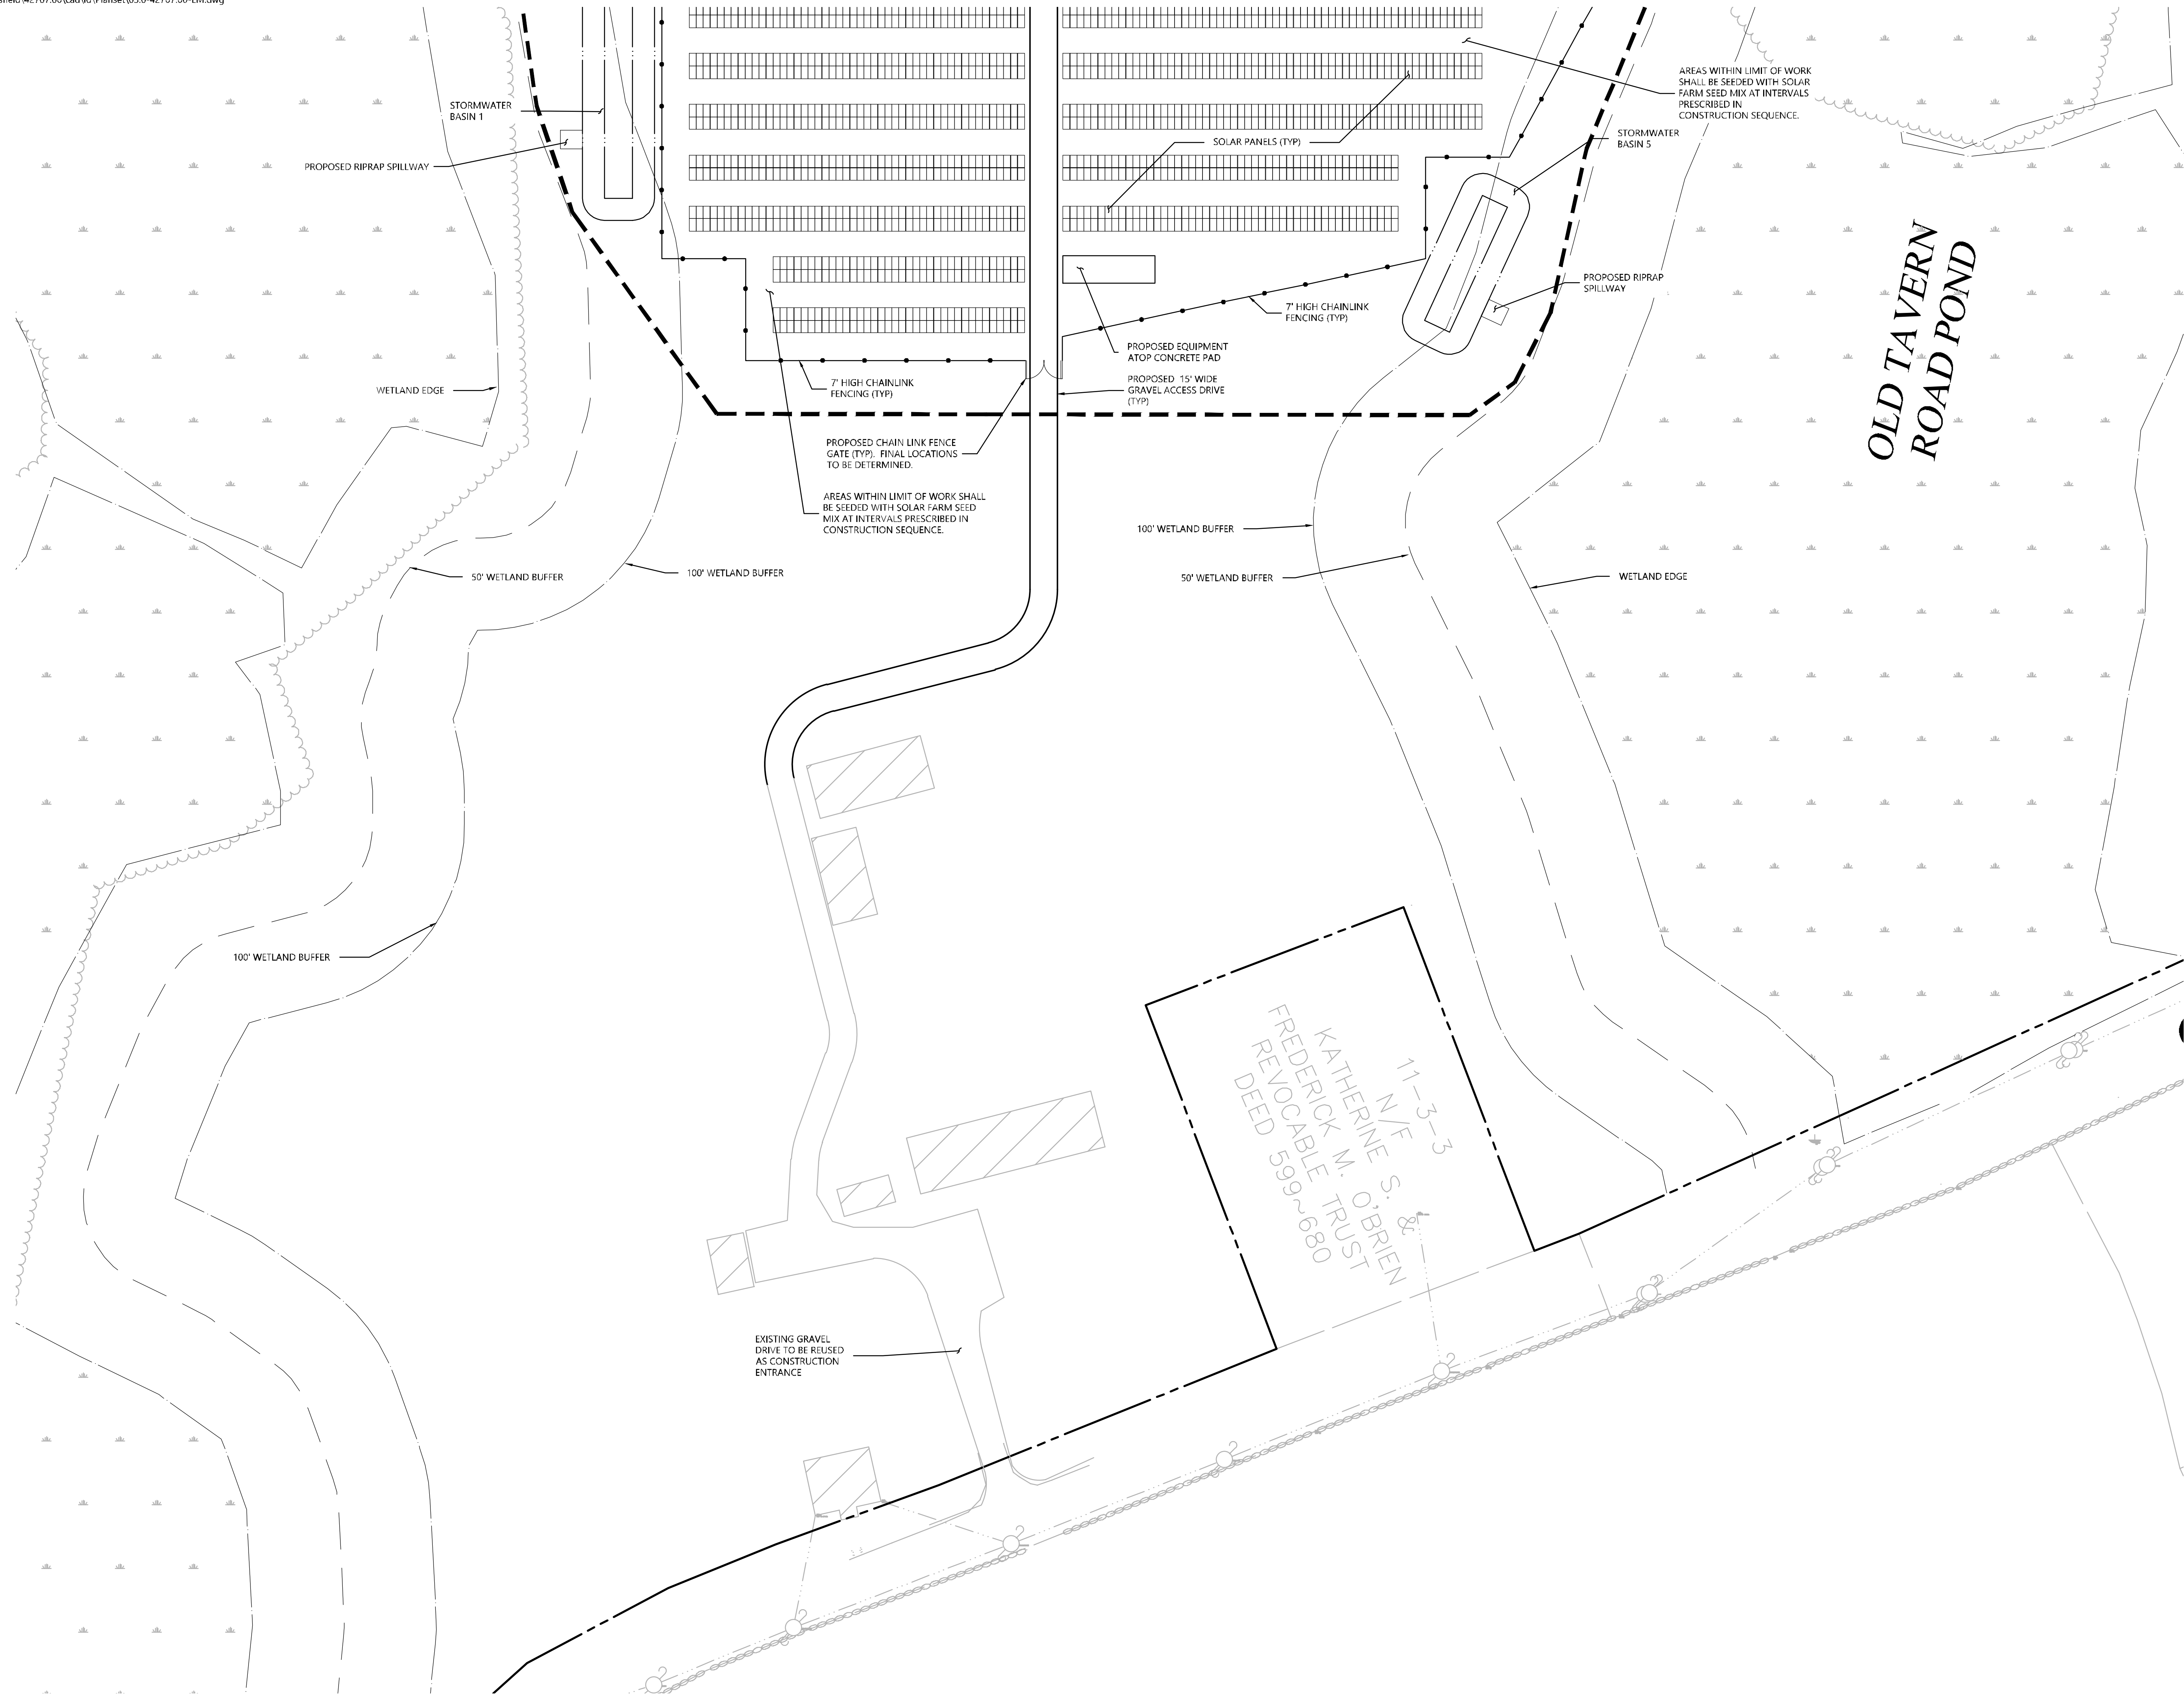 STORMWATER
BASIN 1
PROPOSED RIPRAP SPILLWAY
SOLAR PANELS (TYP)
AREAS WITHIN LIMIT OF WORK
SHALL BE SEEDED WITH SOLAR
FARM SEED MIX AT INTERVALS
PRESCRIBED IN
CONSTRUCTION SEQUENCE.
STORMWATER
BASIN 5
PROPOSED RIPRAP
SPILLWAY
OLD TAVERN
ROAD POND
7' HIGH CHAINLINK
FENCING (TYP)
PROPOSED EQUIPMENT
ATOP CONCRETE PAD
PROPOSED 15' WIDE
GRAVEL ACCESS DRIVE
(TYP)
WETLAND EDGE
7' HIGH CHAINLINK
FENCING (TYP)
PROPOSED CHAIN LINK FENCE
GATE (TYP). FINAL LOCATIONS
TO BE DETERMINED.
AREAS WITHIN LIMIT OF WORK SHALL
BE SEEDED WITH SOLAR FARM SEED
MIX AT INTERVALS PRESCRIBED IN
CONSTRUCTION SEQUENCE.
100' WETLAND BUFFER
50' WETLAND BUFFER
100' WETLAND BUFFER
50' WETLAND BUFFER
WETLAND EDGE
100' WETLAND BUFFER
11-3-3
N/F
KATHERINE S. &
FREDERICK M. O'BRIEN
REVOCABLE TRUST
DEED 599~680
EXISTING GRAVEL
DRIVE TO BE REUSED
AS CONSTRUCTION
ENTRANCE